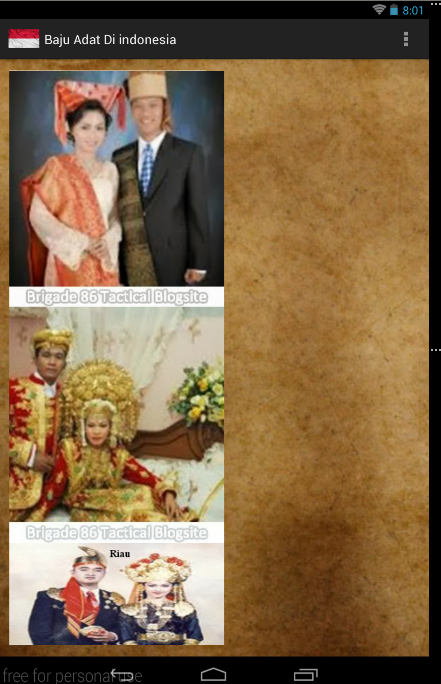 8:01
Baju Adat Di indonesia
Brigade 86 Tactical Blogsite
Brigade 86 Tactical Blogsite
Riau
free for personal use